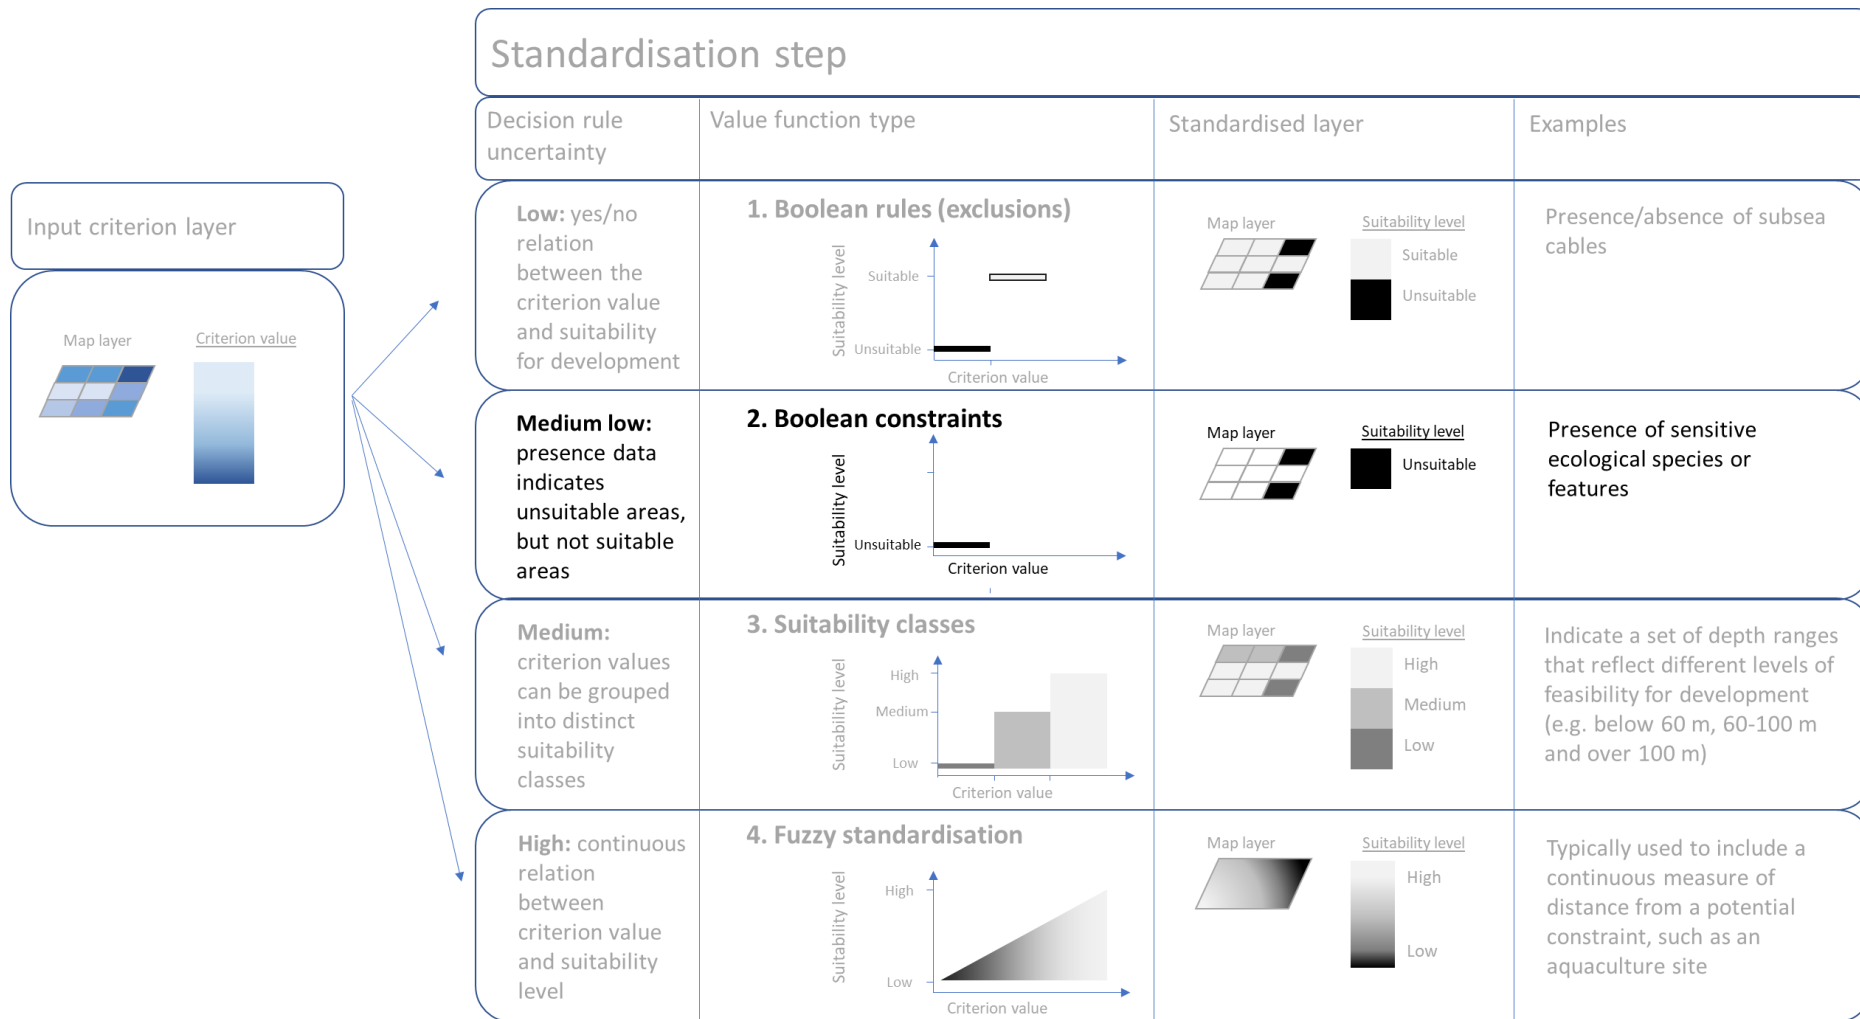 Standardisation step
Decision rule
uncertainty
Value function type
Standardised layer
Examples
Input criterion layer
Map layer
Criterion value
Low: yes/no
relation
between the
criterion value
and suitability
for development
1. Boolean rules (exclusions)
Suitability level
Suitable
Unsuitable
Criterion value
Map layer
Suitability level
Suitable
Unsuitable
Presence/absence of subsea
cables
Medium low:
presence data
indicates
unsuitable areas,
but not suitable
areas
2. Boolean constraints
Suitability level
Unsuitable
Criterion value
Map layer
Suitability level
Unsuitable
Presence of sensitive
ecological species or
features
Medium:
criterion values
can be grouped
into distinct
suitability
classes
3. Suitability classes
Suitability level
High
Medium
Low
Criterion value
Map layer
Suitability level
High
Medium
Low
Indicate a set of depth ranges
that reflect different levels of
feasibility for development
(e.g. below 60 m, 60-100 m
and over 100 m)
High: continuous
relation
between
criterion value
and suitability
level
4. Fuzzy standardisation
Suitability level
High
Low
Criterion value
Map layer
Suitability level
High
Low
Typically used to include a
continuous measure of
distance from a potential
constraint, such as an
aquaculture site